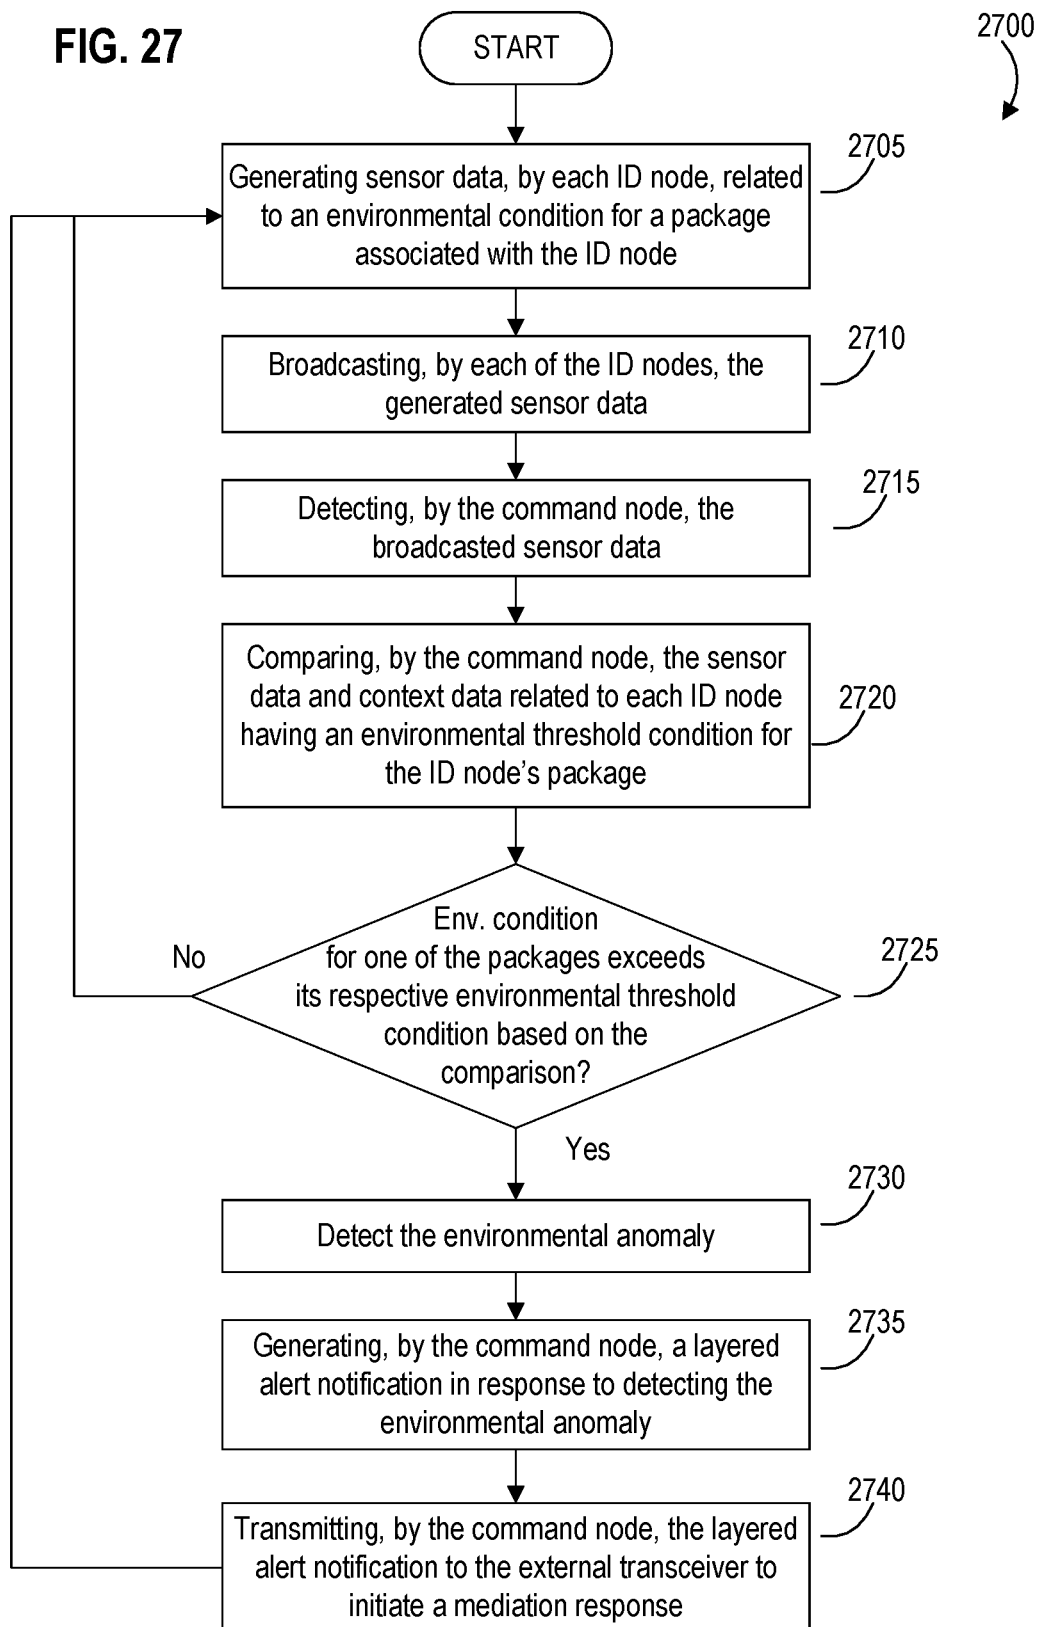 FIG. 27
START
2700
2705
Generating sensor data, by each ID node, related
to an environmental condition for a package
associated with the ID node
2710
Broadcasting, by each of the ID nodes, the
generated sensor data
2715
Detecting, by the command node, the
broadcasted sensor data
Comparing, by the command node, the sensor
data and context data related to each ID node
having an environmental threshold condition for
the ID node’s package
2720
Env. condition
for one of the packages exceeds
its respective environmental threshold
condition based on the
comparison?
No
2725
Yes
2730
Detect the environmental anomaly
2735
Generating, by the command node, a layered
alert notification in response to detecting the
environmental anomaly
2740
Transmitting, by the command node, the layered
alert notification to the external transceiver to
initiate a mediation response